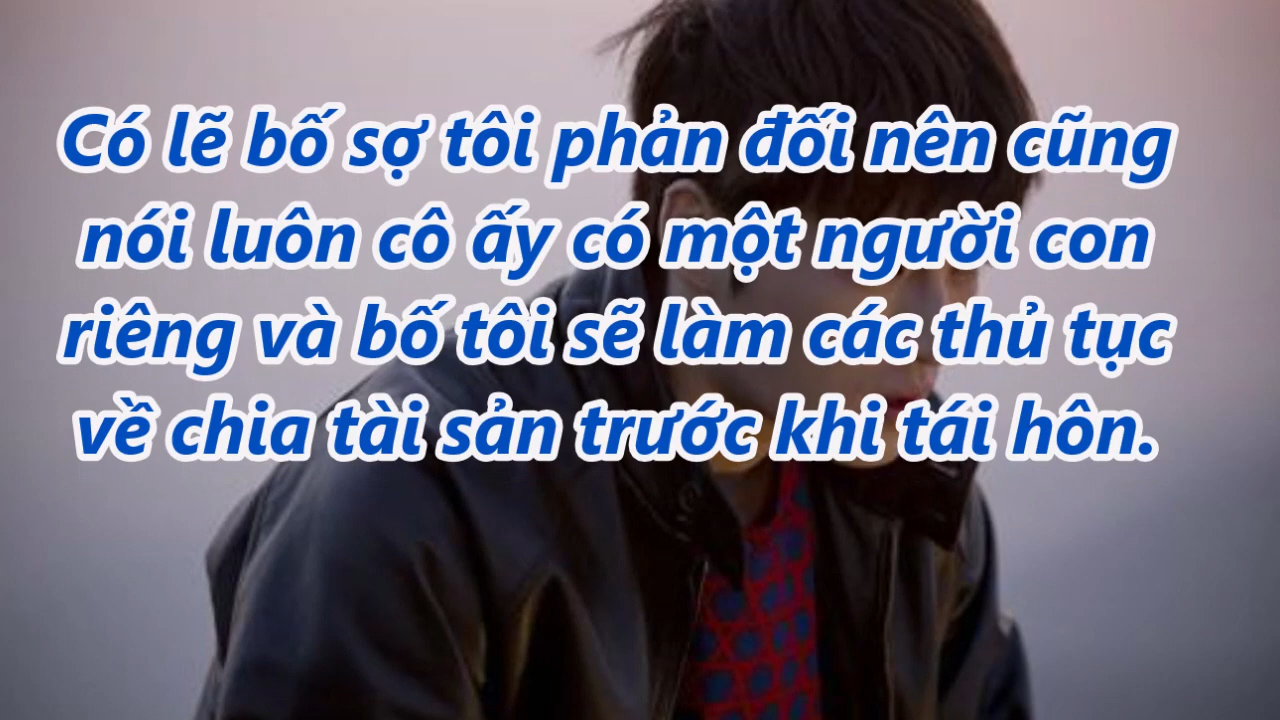 Có lẽ bố sợ tôi phản đối nên cũng
nói luôn cô ấy có một người con
riêng và bố tôi sẽ làm các thủ tục
về chia tài sản trước khi tái hôn.